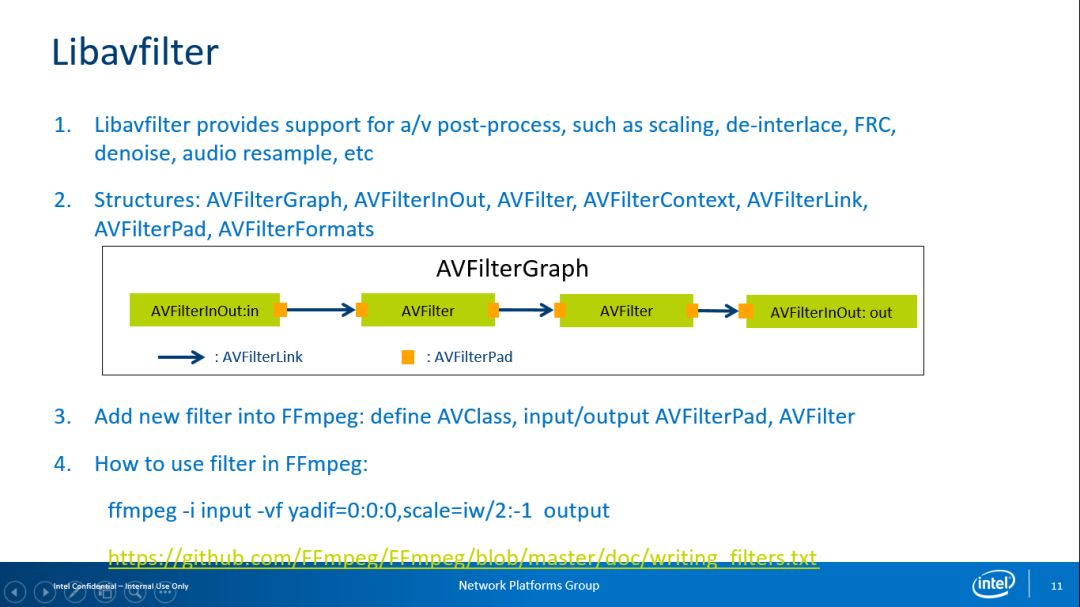 Libavfilter
1. Libavfilter provides support for a/v post-process, such as scaling, de-interlace, FRC,
denoise, audio resample, etc
2. Structures: AVFilterGraph, AVFilterInOut, AVFilter, AVFilterContext, AVFilterLink,
AVFilterPad, AVFilterFormats
AVFilterGraph
AVFilterInOut:in AVFilter AVFilter AVFilterInOut: out
: AVFilterLink : AVFilterPad
3. Add new filter into FFmpeg: define AVClass, input/output AVFilterPad, AVFilter
4. How to use filter in FFmpeg:
ffmpeg -i input -vf yadif=0:0:0,scale=iw/2:-1 output
https://github.com/FFmpeg/FFmpeg/blob/master/doc/writing_filters.txt
Intel Confidential – Internal Use Only Network Platforms Group intel 11